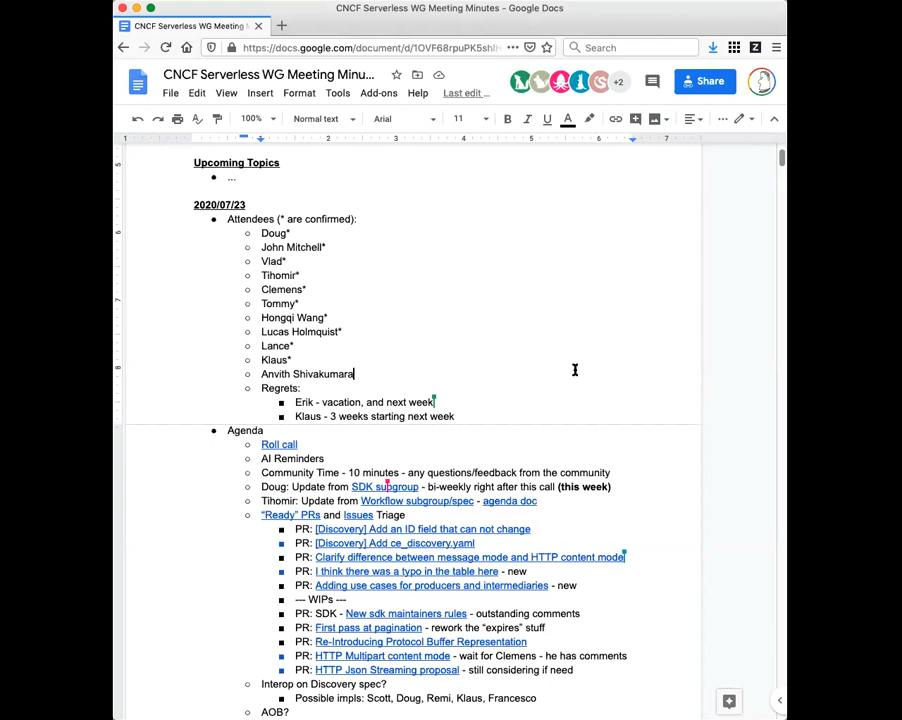 CNCF Serverless WG Meeting Minutes - Google Docs
CNCF Serverless WG Meeting M
https://docs.google.com/document/d/1OVF68rpuPK5shlH
Search
CNCF Serverless WG Meeting Minu...
File Edit View Insert Format Tools Add-ons Help Last edit ...
+2
Share
100% Normal text Arial 11 B I U A
1 2 3 4 5 6 7
Upcoming Topics
...
2020/07/23
Attendees (* are confirmed):
Doug*
John Mitchell*
Vlad*
Tihomir*
Clemens*
Tommy*
Hongqi Wang*
Lucas Holmquist*
Lance*
Klaus*
Anvith Shivakumara
Regrets:
Erik - vacation, and next week
Klaus - 3 weeks starting next week
Agenda
Roll call
AI Reminders
Community Time - 10 minutes - any questions/feedback from the community
Doug: Update from SDK subgroup - bi-weekly right after this call (this week)
Tihomir: Update from Workflow subgroup/spec - agenda doc
“Ready” PRs and Issues Triage
PR: [Discovery] Add an ID field that can not change
PR: [Discovery] Add ce_discovery.yaml
PR: Clarify difference between message mode and HTTP content mode
PR: I think there was a typo in the table here - new
PR: Adding use cases for producers and intermediaries - new
--- WIPs ---
PR: SDK - New sdk maintainers rules - outstanding comments
PR: First pass at pagination - rework the “expires” stuff
PR: Re-Introducing Protocol Buffer Representation
PR: HTTP Multipart content mode - wait for Clemens - he has comments
PR: HTTP Json Streaming proposal - still considering if need
Interop on Discovery spec?
Possible impls: Scott, Doug, Remi, Klaus, Francesco
AOB?